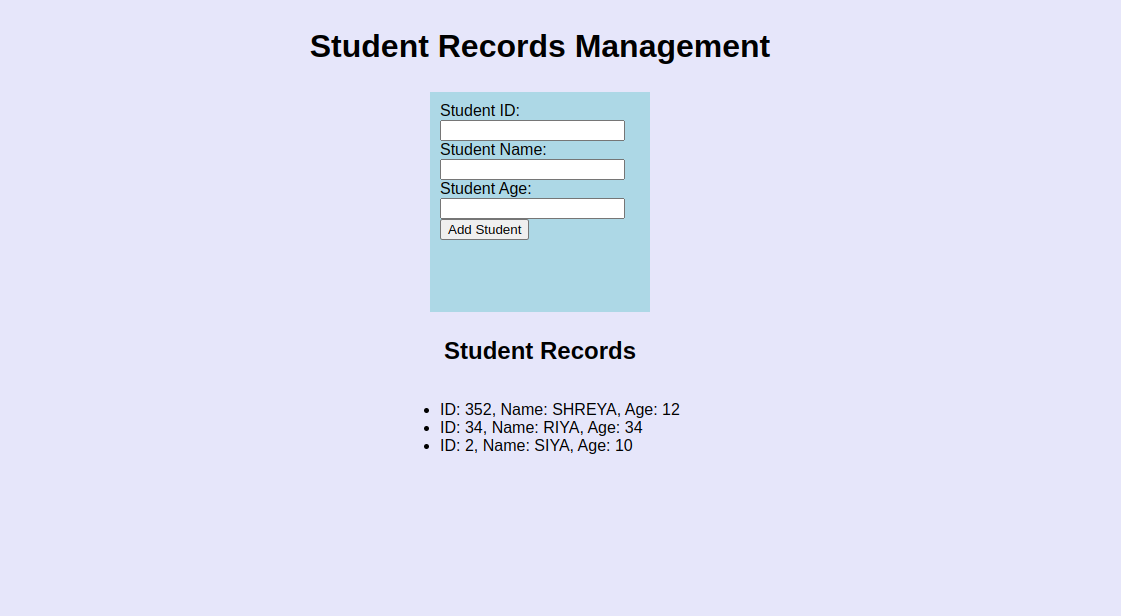 Student Records Management
Student ID:
Student Name:
Student Age:
Add Student
Student Records
ID: 352, Name: SHREYA, Age: 12
ID: 34, Name: RIYA, Age: 34
ID: 2, Name: SIYA, Age: 10